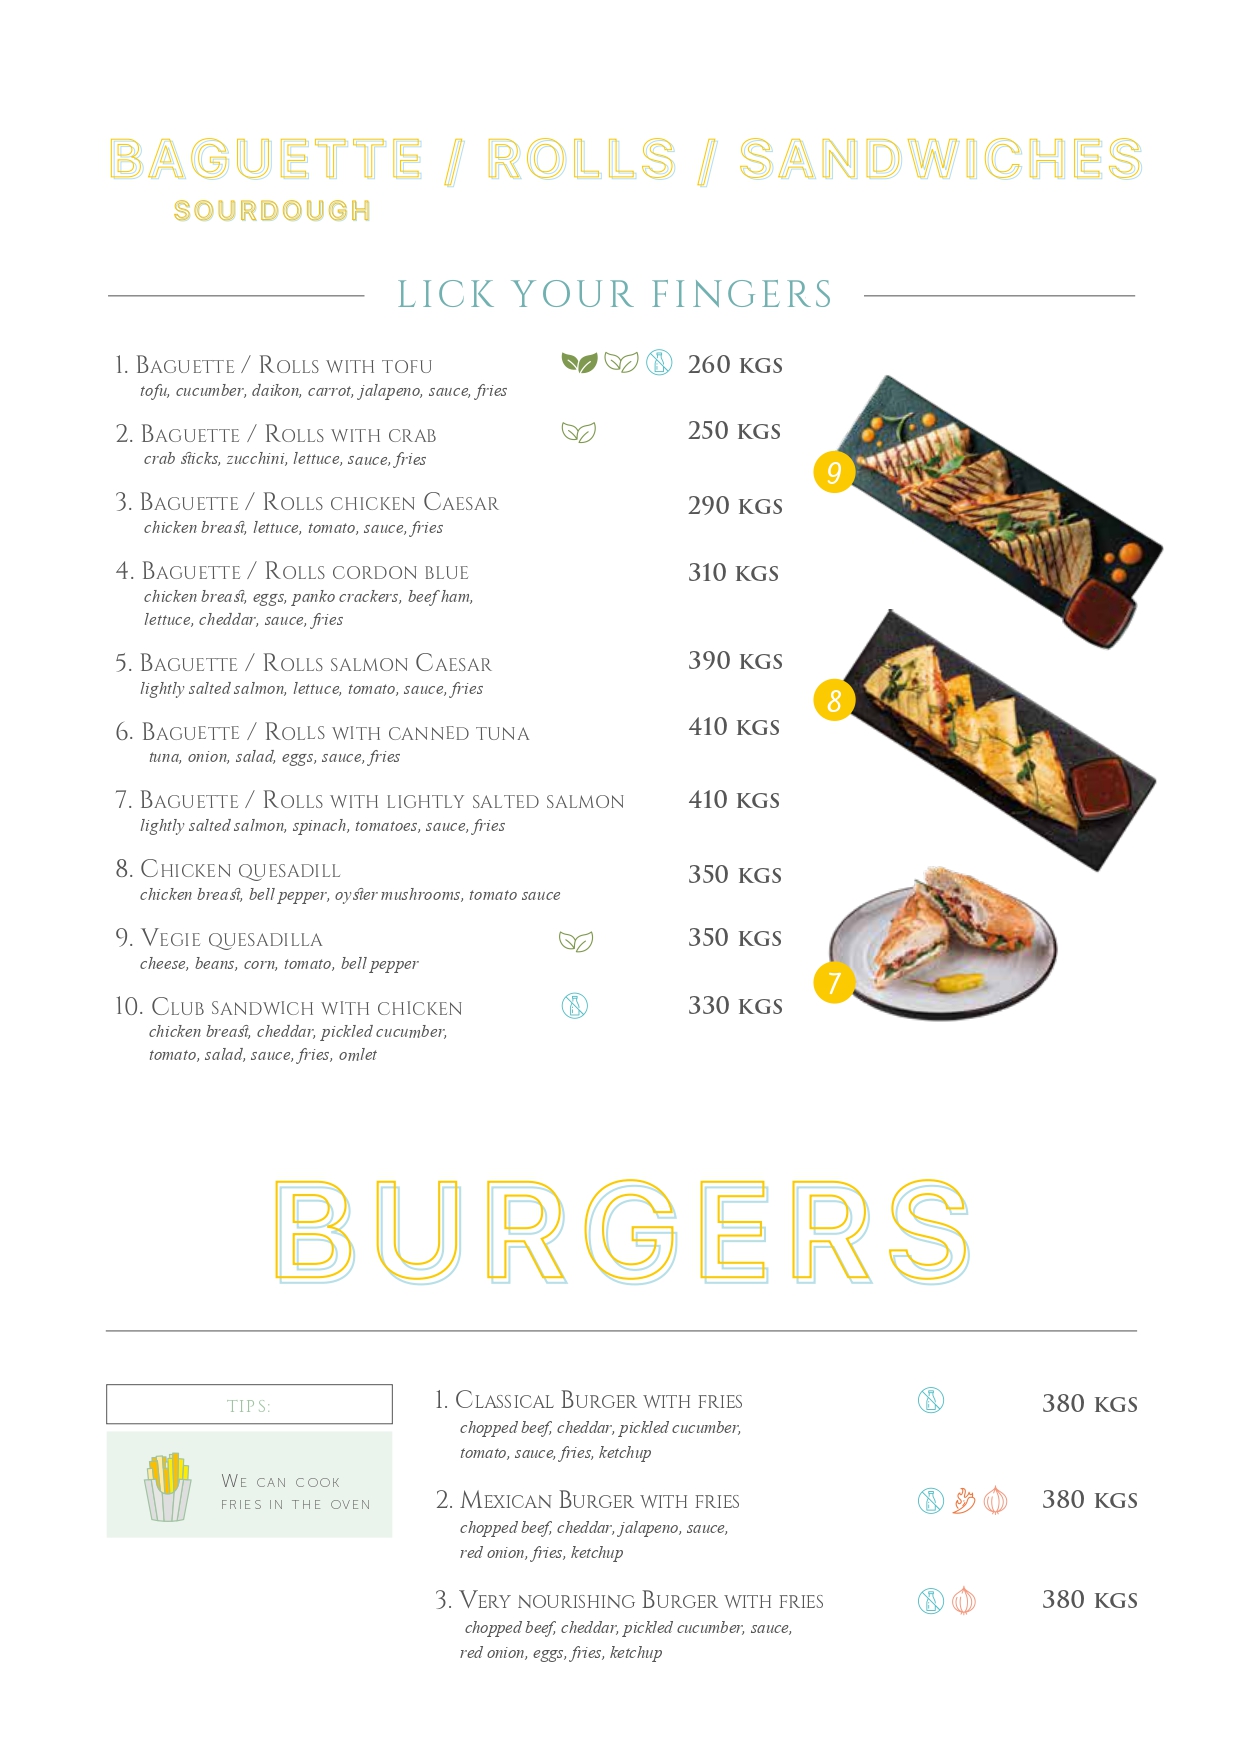 BAGUETTE / ROLLS / SANDWICHES
SOURDOUGH
LICK YOUR FINGERS
1. Baguette / Rolls with tofu 260 KGS
tofu, cucumber, daikon, carrot, jalapeno, sauce, fries
2. Baguette / Rolls with crab 250 KGS
crab sticks, zucchini, lettuce, sauce, fries
3. Baguette / Rolls chicken Caesar 290 KGS
chicken breast, lettuce, tomato, sauce, fries
4. Baguette / Rolls cordon blue 310 KGS
chicken breast, eggs, panko crackers, beef ham,
lettuce, cheddar, sauce, fries
5. Baguette / Rolls salmon Caesar 390 KGS
lightly salted salmon, lettuce, tomato, sauce, fries
6. Baguette / Rolls with canned tuna 410 KGS
tuna, onion, salad, eggs, sauce, fries
7. Baguette / Rolls with lightly salted salmon 410 KGS
lightly salted salmon, spinach, tomatoes, sauce, fries
8. Chicken quesadill 350 KGS
chicken breast, bell pepper, oyster mushrooms, tomato sauce
9. Vegie quesadilla 350 KGS
cheese, beans, corn, tomato, bell pepper
10. Club sandwich with chicken 330 KGS
chicken breast, cheddar, pickled cucumber,
tomato, salad, sauce, fries, omlet
9
8
7
BURGERS
TIPS:
We can cook
fries in the oven
1. Classical Burger with fries 380 KGS
chopped beef, cheddar, pickled cucumber,
tomato, sauce, fries, ketchup
2. Mexican Burger with fries 380 KGS
chopped beef, cheddar, jalapeno, sauce,
red onion, fries, ketchup
3. Very nourishing Burger with fries 380 KGS
chopped beef, cheddar, pickled cucumber, sauce,
red onion, eggs, fries, ketchup